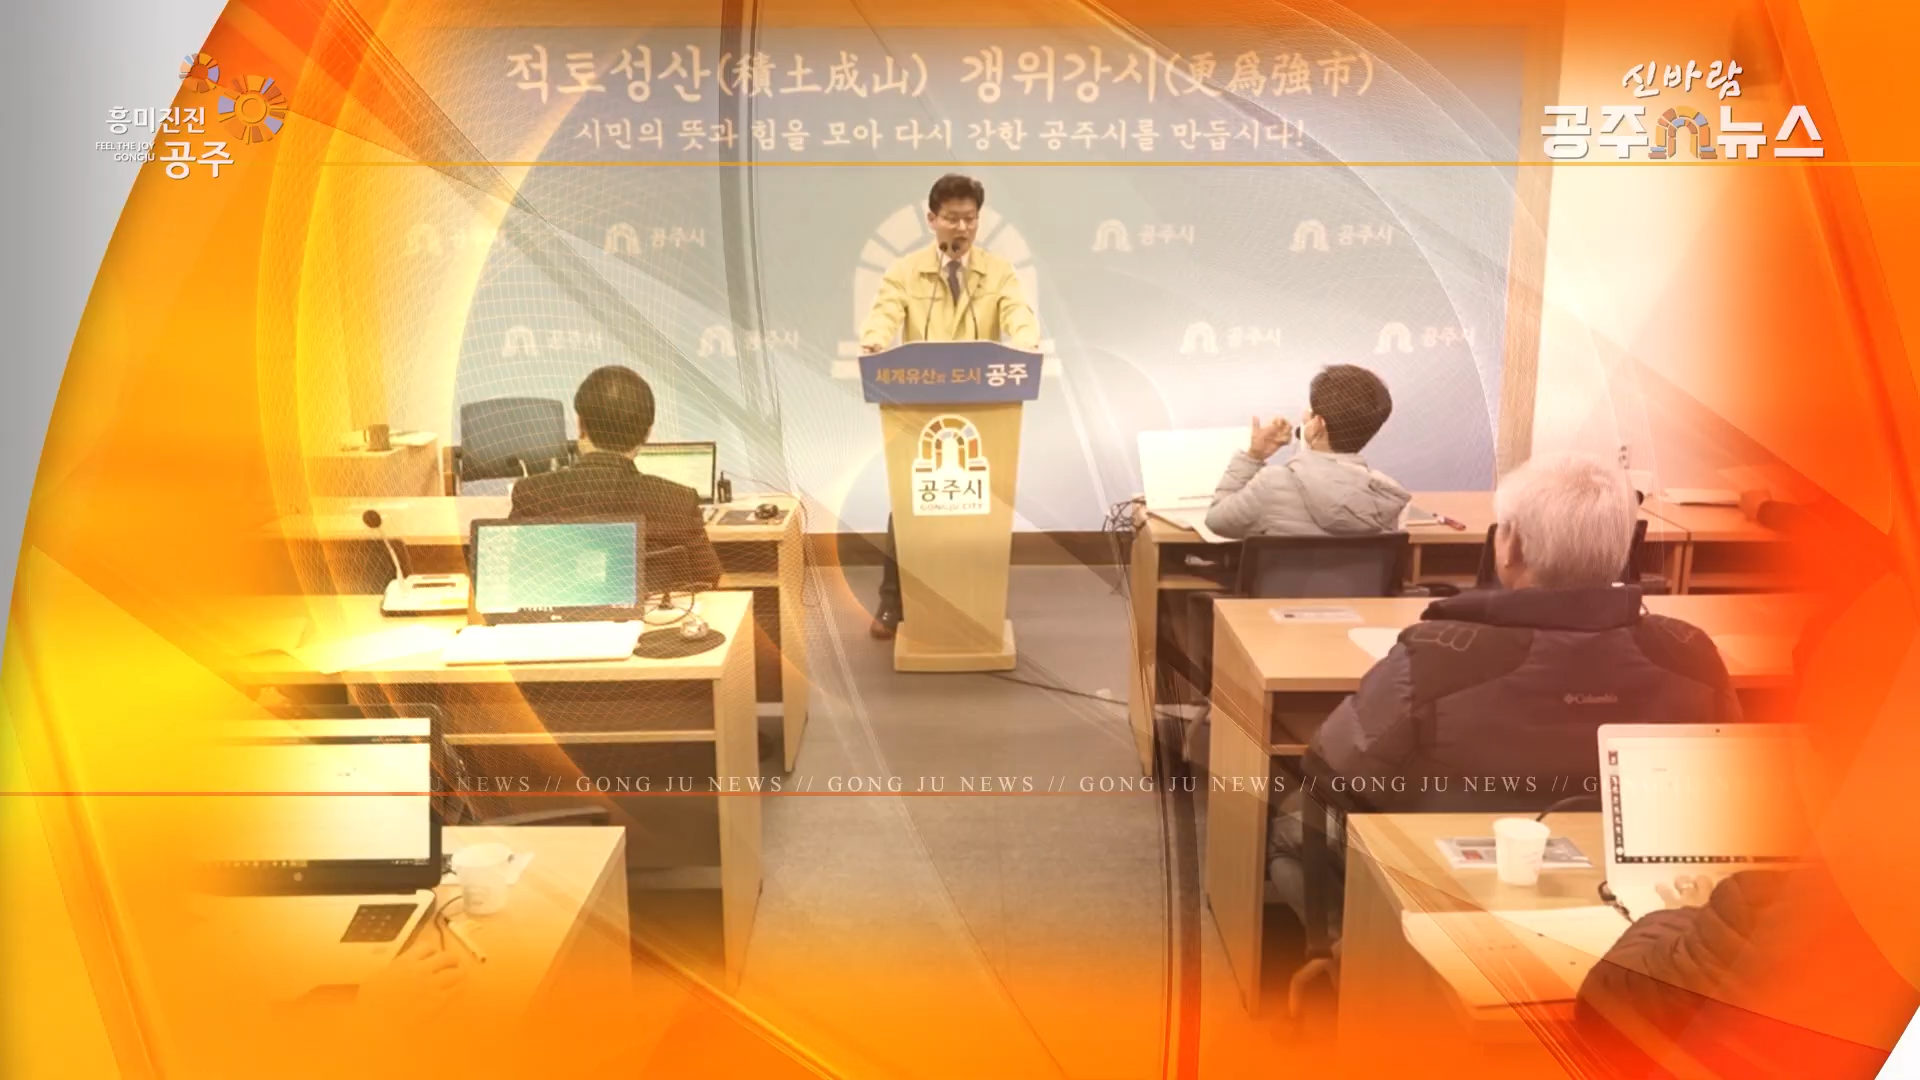 적토성산(積土成山) 갱위강시(更爲強市)
시민의 뜻과 힘을 모아 다시 강한 공주시를 만듭시다!
흥미진진
FEEL THE JOY
GONGJU
공주
신바람
공주 뉴스
공주시
공주시 공주시 공주시
공주시 공주시 공주시 공주시
세계유산의 도시 공주
공주시
GONGJU CITY
Columbia
U NEWS // GONG JU NEWS // GONG JU NEWS // GONG JU NEWS // GONG JU NEWS // G